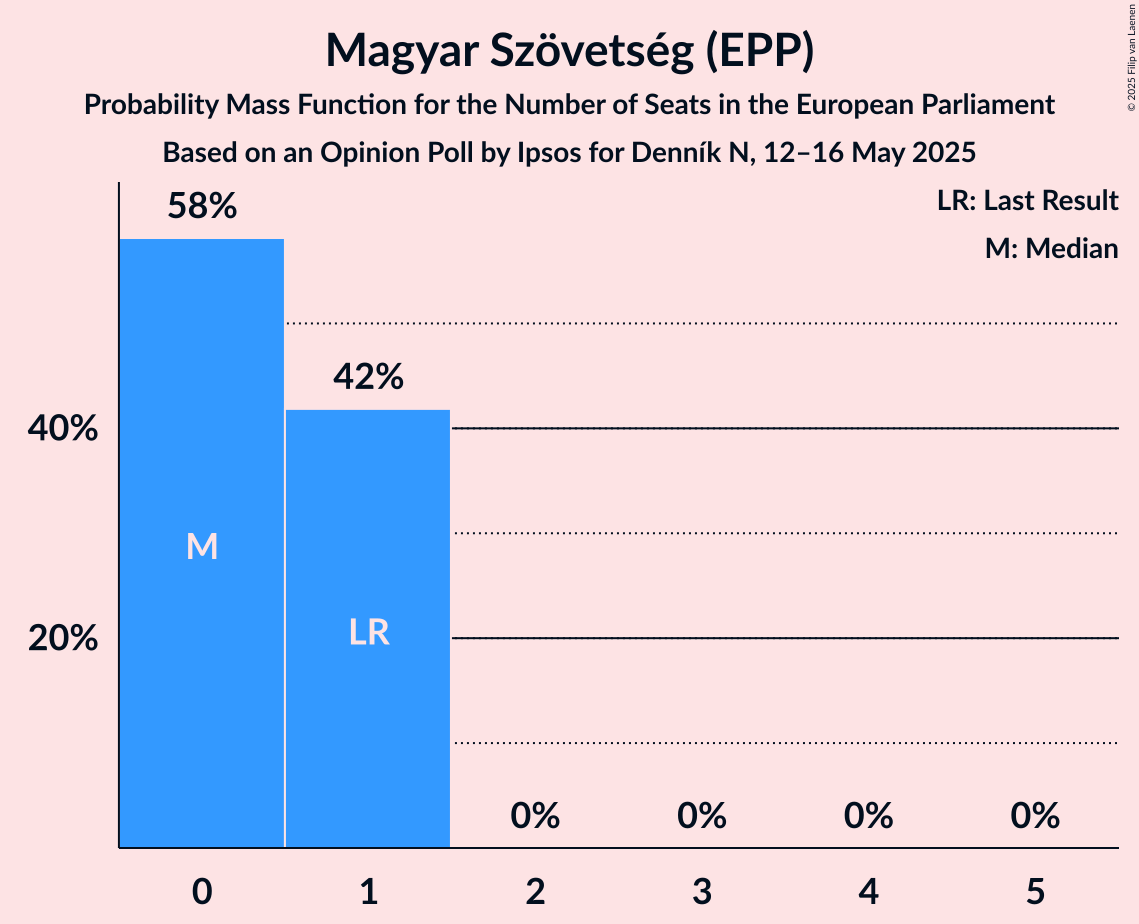 Magyar Szövetség (EPP)
Probability Mass Function for the Number of Seats in the European Parliament
Based on an Opinion Poll by Ipsos for Denník N, 12–16 May 2025
© 2025 Filip van Laenen
LR: Last Result
M: Median
58%
42%
40%
M
LR
20%
0% 0% 0% 0%
0 1 2 3 4 5